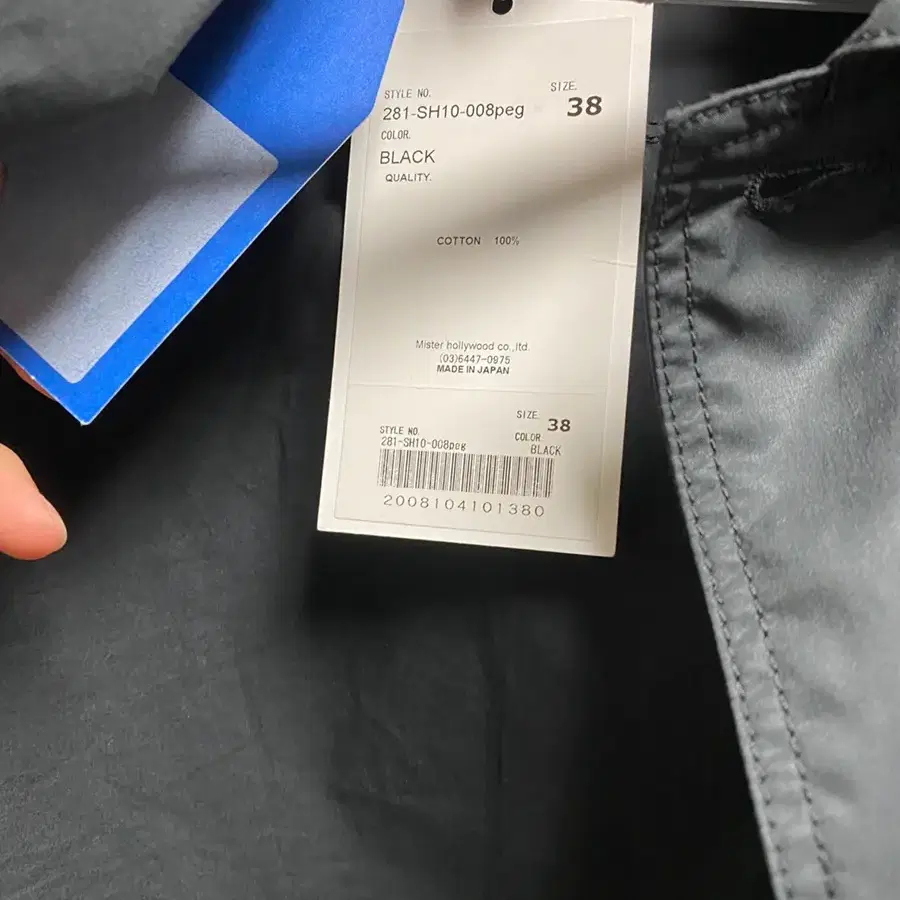 STYLE NO.
SIZE.
281-SH10-008peg
38
COLOR.
BLACK
QUALITY.
COTTON 100%
Mister hollywood co.,ltd.
(03)6447-0975
MADE IN JAPAN
SIZE.
38
STYLE NO.
COLOR.
281-SH10-008peg
BLACK
2008104101380